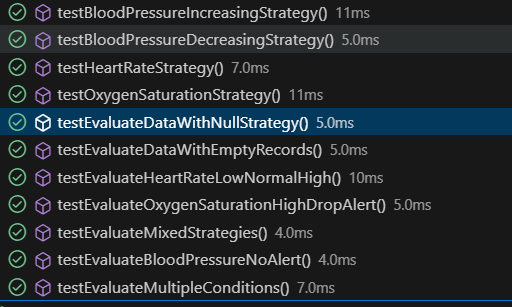 testBloodPressureIncreasingStrategy() 11ms
testBloodPressureDecreasingStrategy() 5.0ms
testHeartRateStrategy() 7.0ms
testOxygenSaturationStrategy() 11ms
testEvaluateDataWithNullStrategy() 5.0ms
testEvaluateDataWithEmptyRecords() 5.0ms
testEvaluateHeartRateLowNormalHigh() 10ms
testEvaluateOxygenSaturationHighDropAlert() 5.0ms
testEvaluateMixedStrategies() 4.0ms
testEvaluateBloodPressureNoAlert() 4.0ms
testEvaluateMultipleConditions() 7.0ms